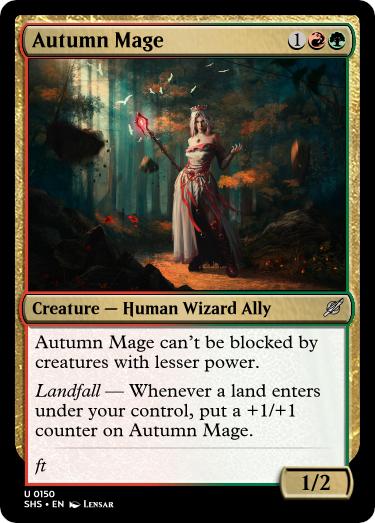 Autumn Mage 1
Creature — Human Wizard Ally
Autumn Mage can't be blocked by
creatures with lesser power.
Landfall — Whenever a land enters
under your control, put a +1/+1
counter on Autumn Mage.
ft
1/2
U 0150
SHS • EN Lensar